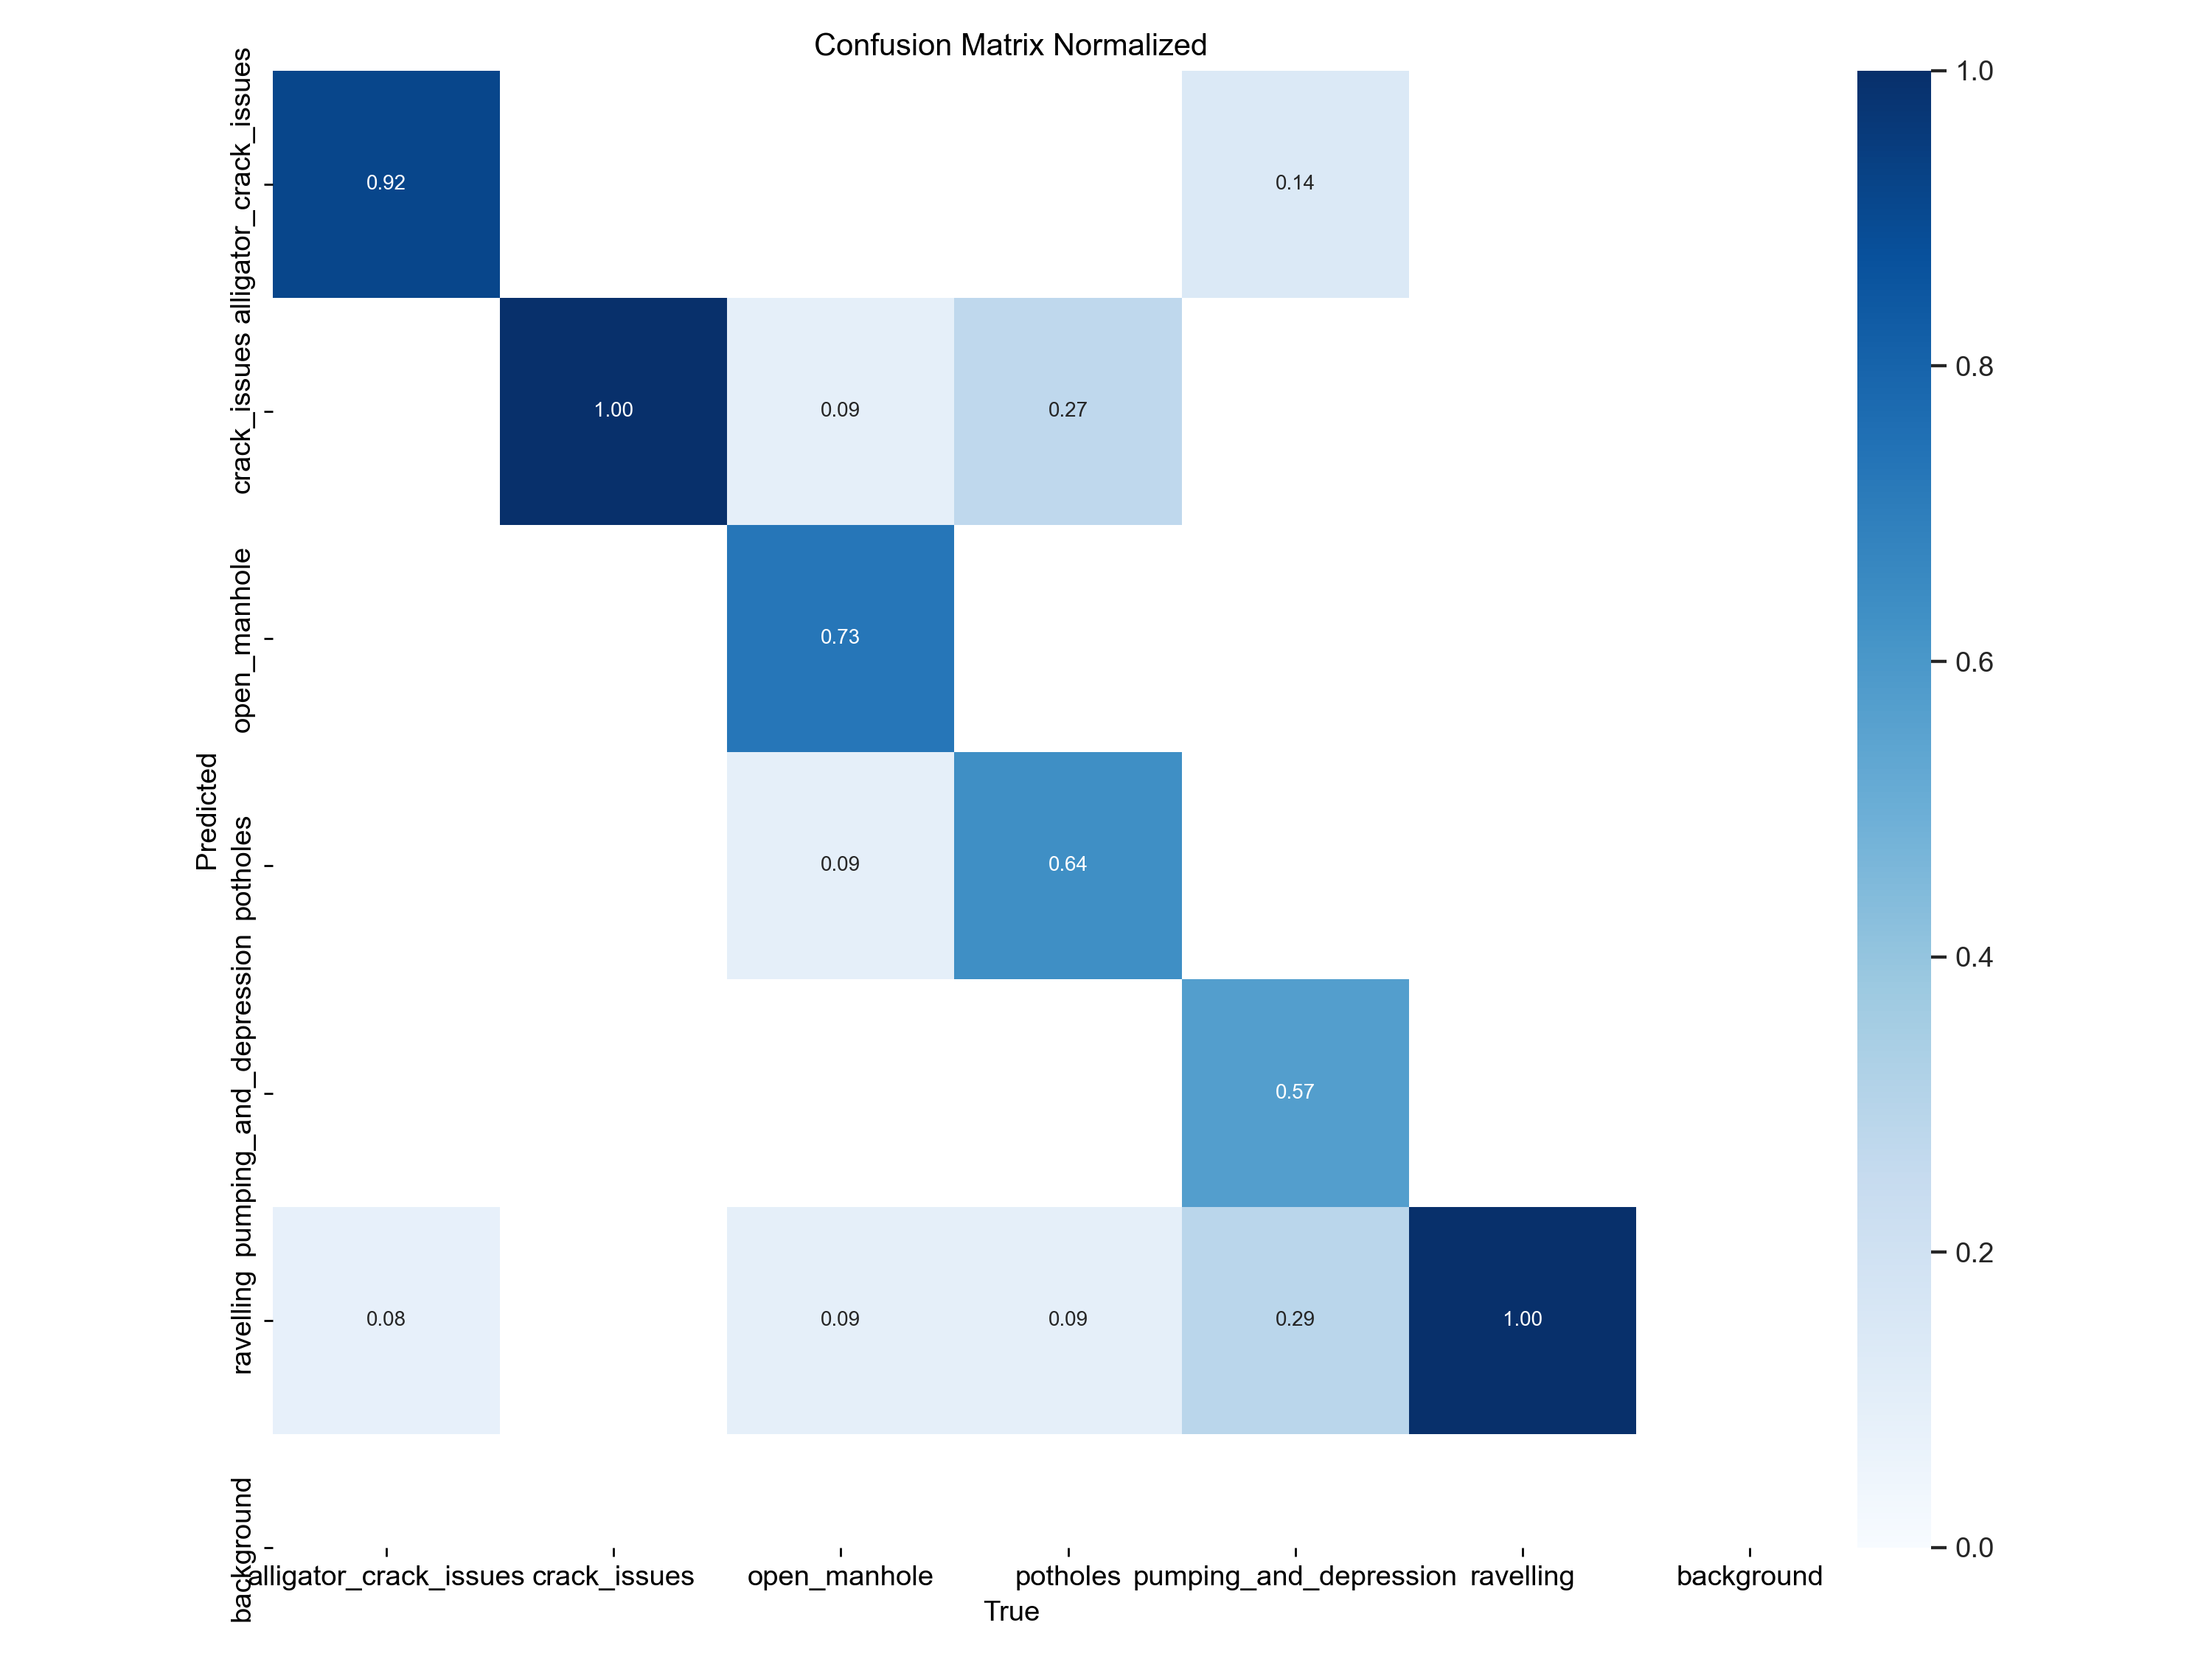 Confusion Matrix Normalized
alligator_crack_issues
crack_issues
open_manhole
potholes
pumping_and_depression
ravelling
background
Predicted
0.92 0.14
1.00 0.09 0.27
0.73
0.09 0.64
0.57
0.08 0.09 0.09 0.29 1.00
1.0
0.8
0.6
0.4
0.2
0.0
alligator_crack_issues crack_issues open_manhole potholes pumping_and_depression ravelling background
True